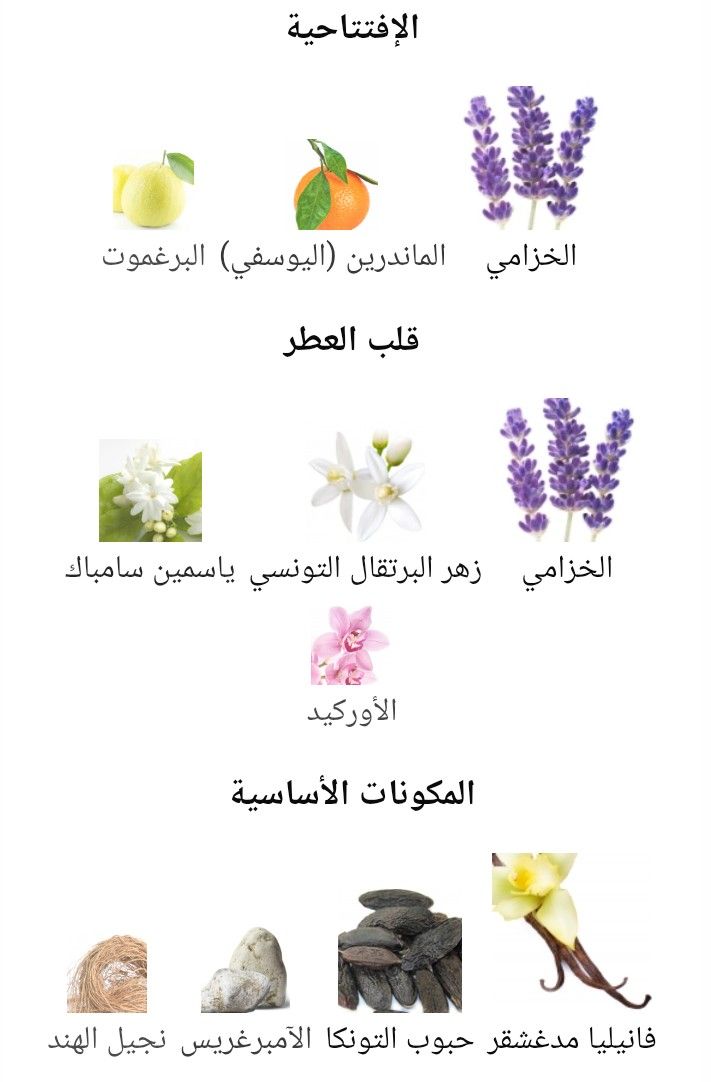 الإفتتاحية
الخزامي الماندرين (اليوسفي) البرغموت
قلب العطر
الخزامي زهر البرتقال التونسي ياسمين سامباك
الأوركيد
المكونات الأساسية
فانيليا مدغشقر حبوب التونكا الآمبرغريس نجيل الهند